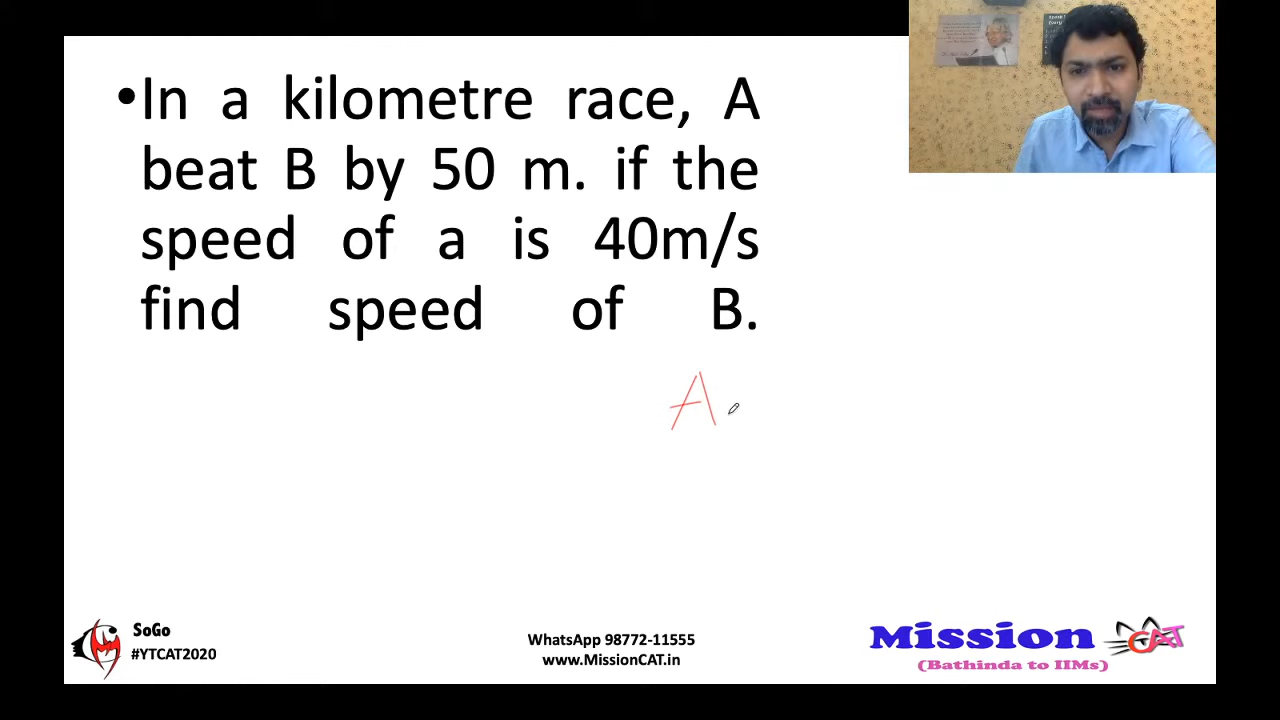 •In a kilometre race, A
beat B by 50 m. if the
speed of a is 40m/s
find speed of B.
A
SoGo
#YTCAT2020
WhatsApp 98772-11555
www.MissionCAT.in
Mission CAT
(Bathinda to IIMs)